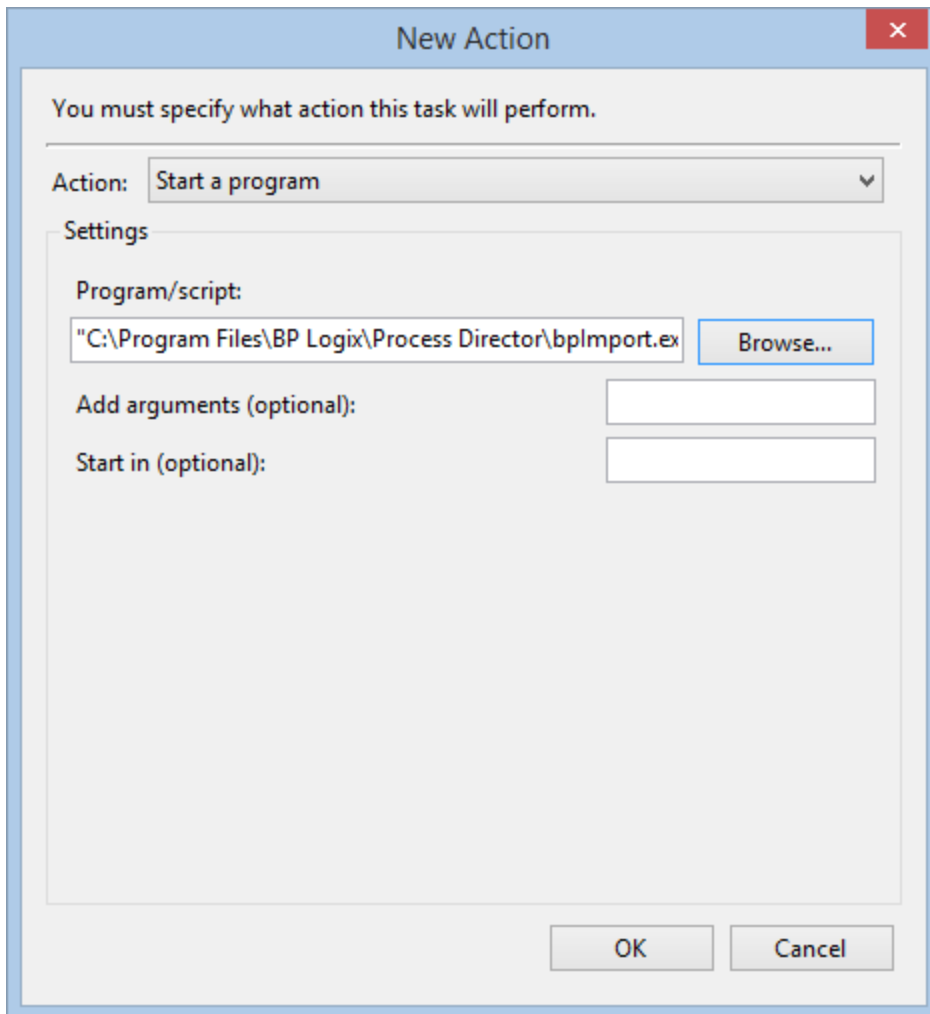 New Action
You must specify what action this task will perform.
Action: Start a program
Settings
Program/script:
"C:\Program Files\BP Logix\Process Director\bpImport.ex Browse...
Add arguments (optional):
Start in (optional):
OK Cancel